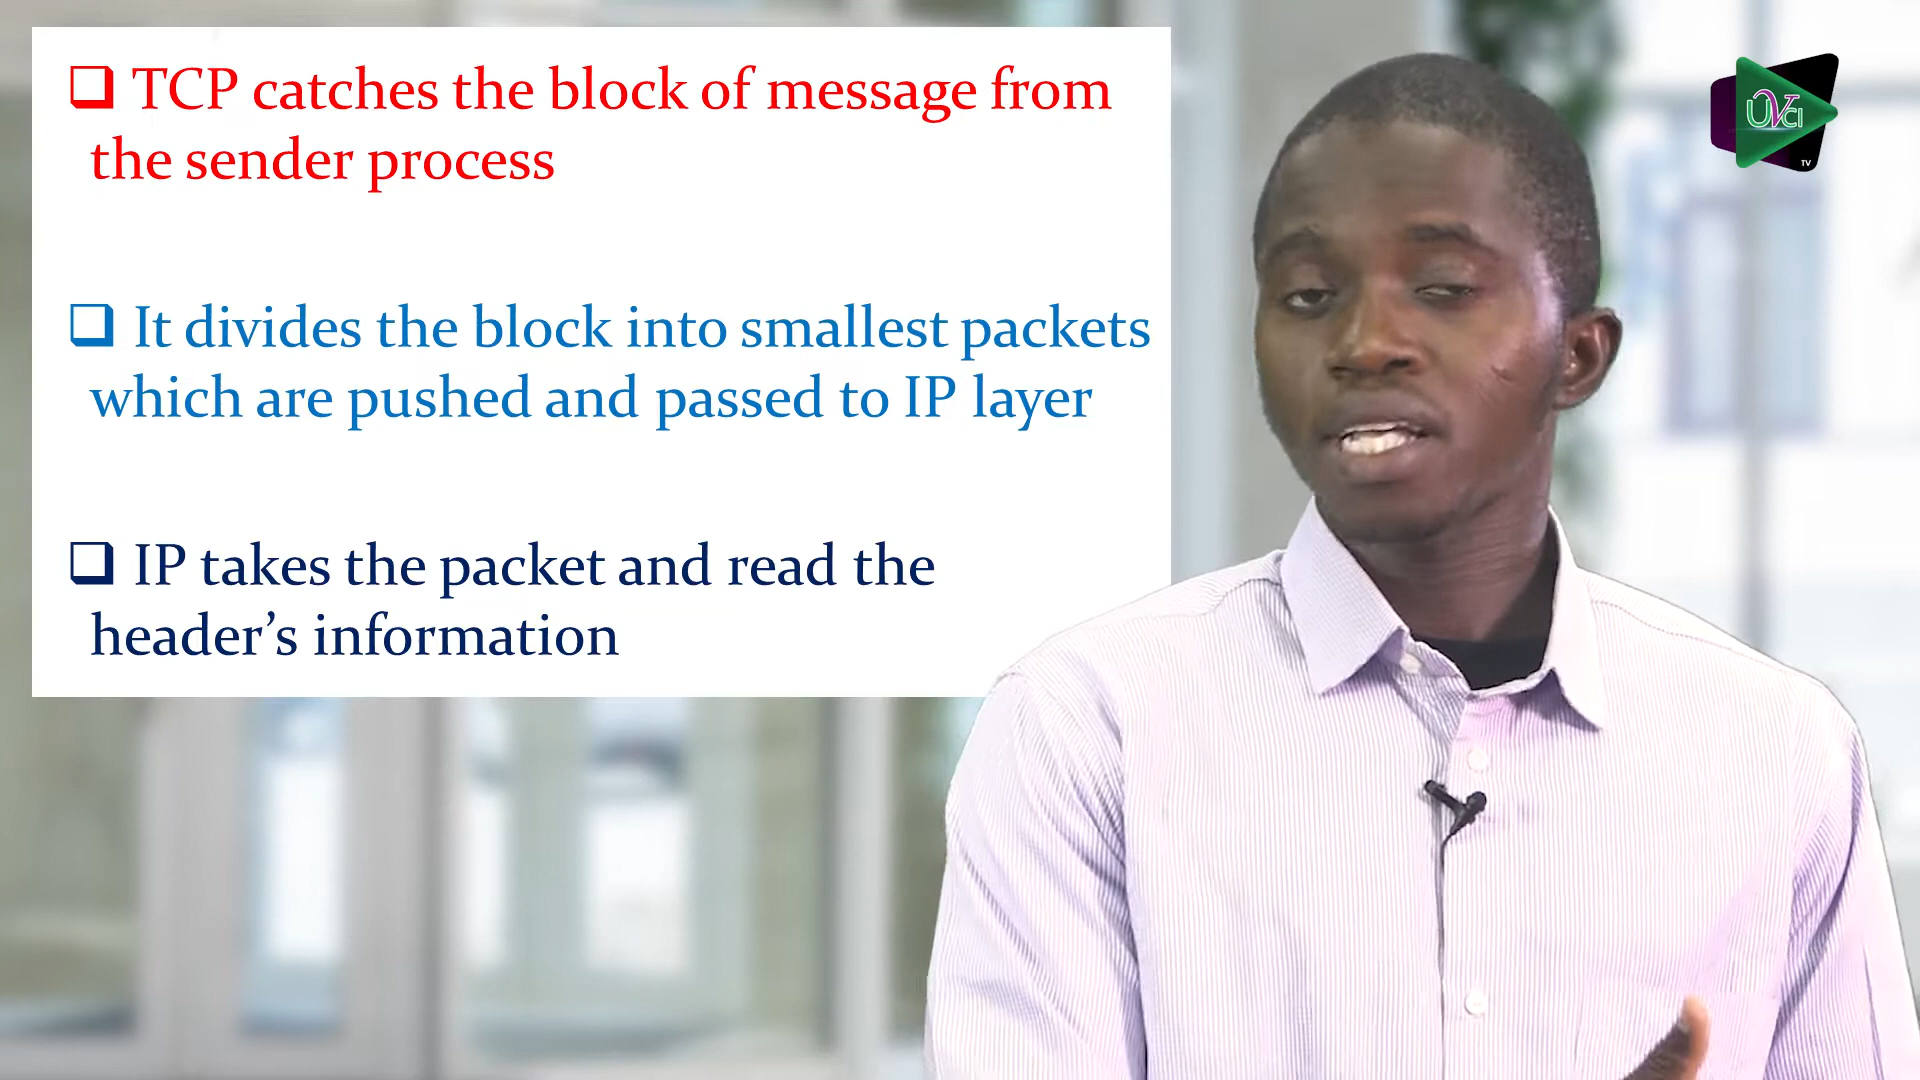 ❑ TCP catches the block of message from
the sender process
❑ It divides the block into smallest packets
which are pushed and passed to IP layer
❑ IP takes the packet and read the
header’s information
UVCI
TV